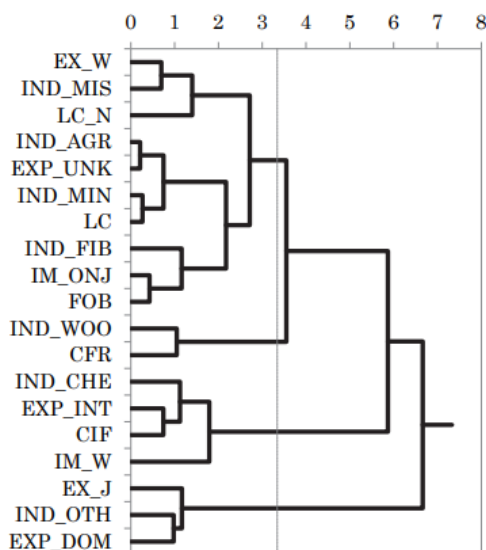 0 1 2 3 4 5 6 7 8
EX_W
IND_MIS
LC_N
IND_AGR
EXP_UNK
IND_MIN
LC
IND_FIB
IM_ONJ
FOB
IND_WOO
CFR
IND_CHE
EXP_INT
CIF
IM_W
EX_J
IND_OTH
EXP_DOM